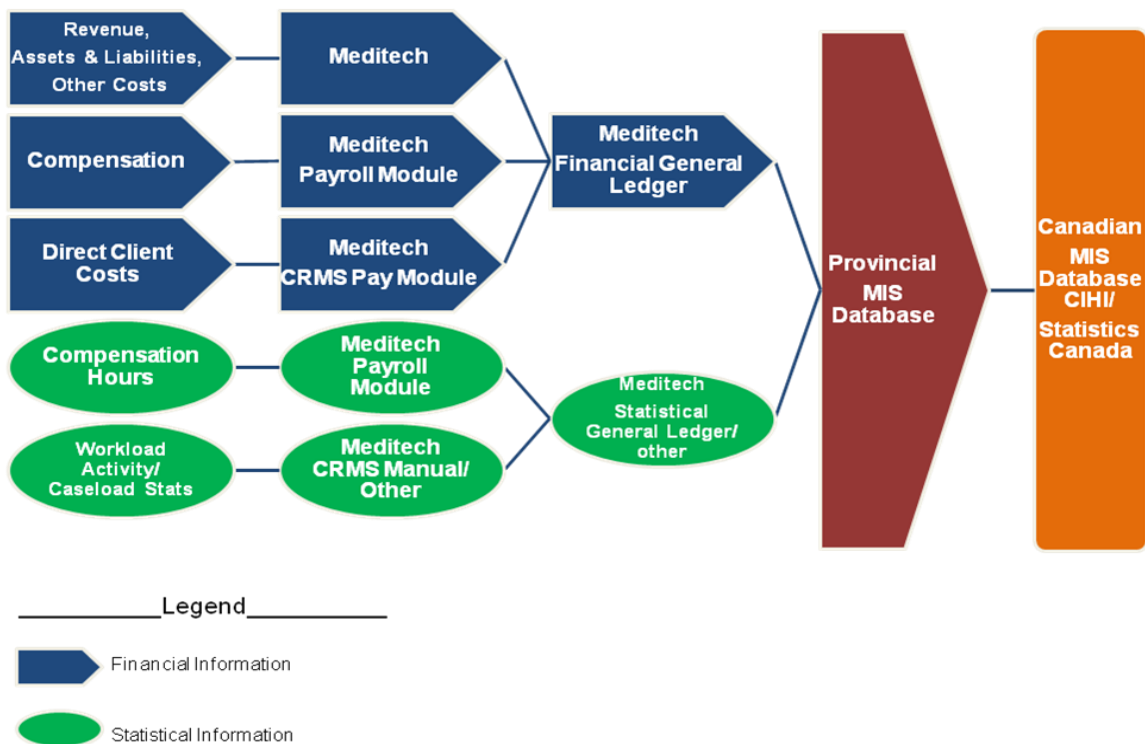 Revenue,
Assets & Liabilities,
Other Costs
Meditech
Compensation
Meditech
Payroll Module
Direct Client
Costs
Meditech
CRMS Pay Module
Meditech
Financial General
Ledger
Compensation
Hours
Meditech
Payroll
Module
Workload
Activity/
Caseload Stats
Meditech
CRMS Manual/
Other
Meditech
Statistical
General Ledger/
other
Provincial
MIS
Database
Canadian
MIS
Database
CIHI/
Statistics
Canada
Legend
Financial Information
Statistical Information